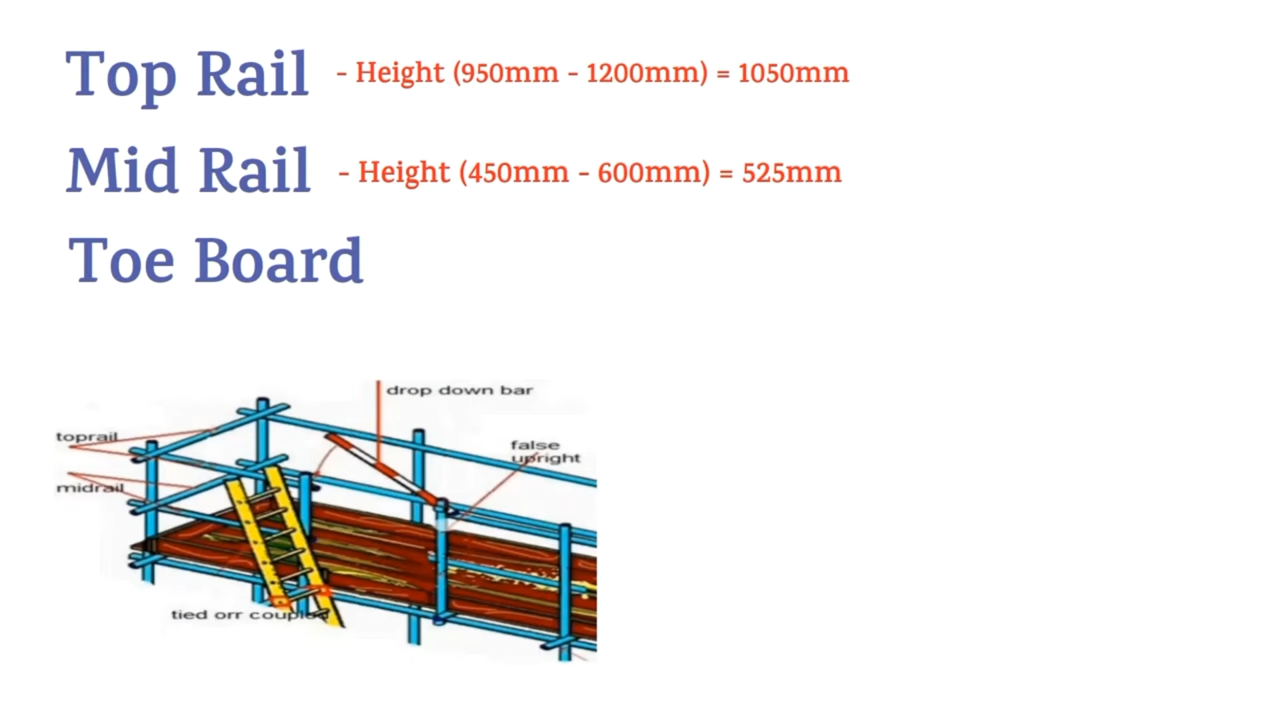 Top Rail - Height (950mm - 1200mm) = 1050mm
Mid Rail - Height (450mm - 600mm) = 525mm
Toe Board
drop down bar
toprail
false
upright
midrail
tied orr coupled